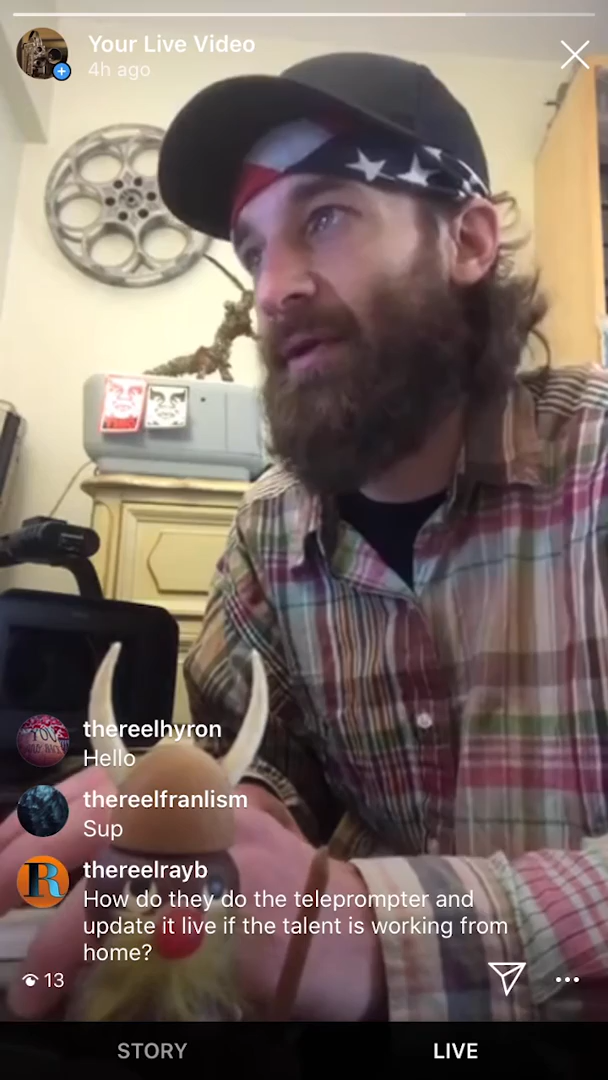 Your Live Video
4h ago
thereelhyron
Hello
thereelfranlism
Sup
thereelrayb
How do they do the teleprompter and
update it live if the talent is working from
home?
13
STORY
LIVE